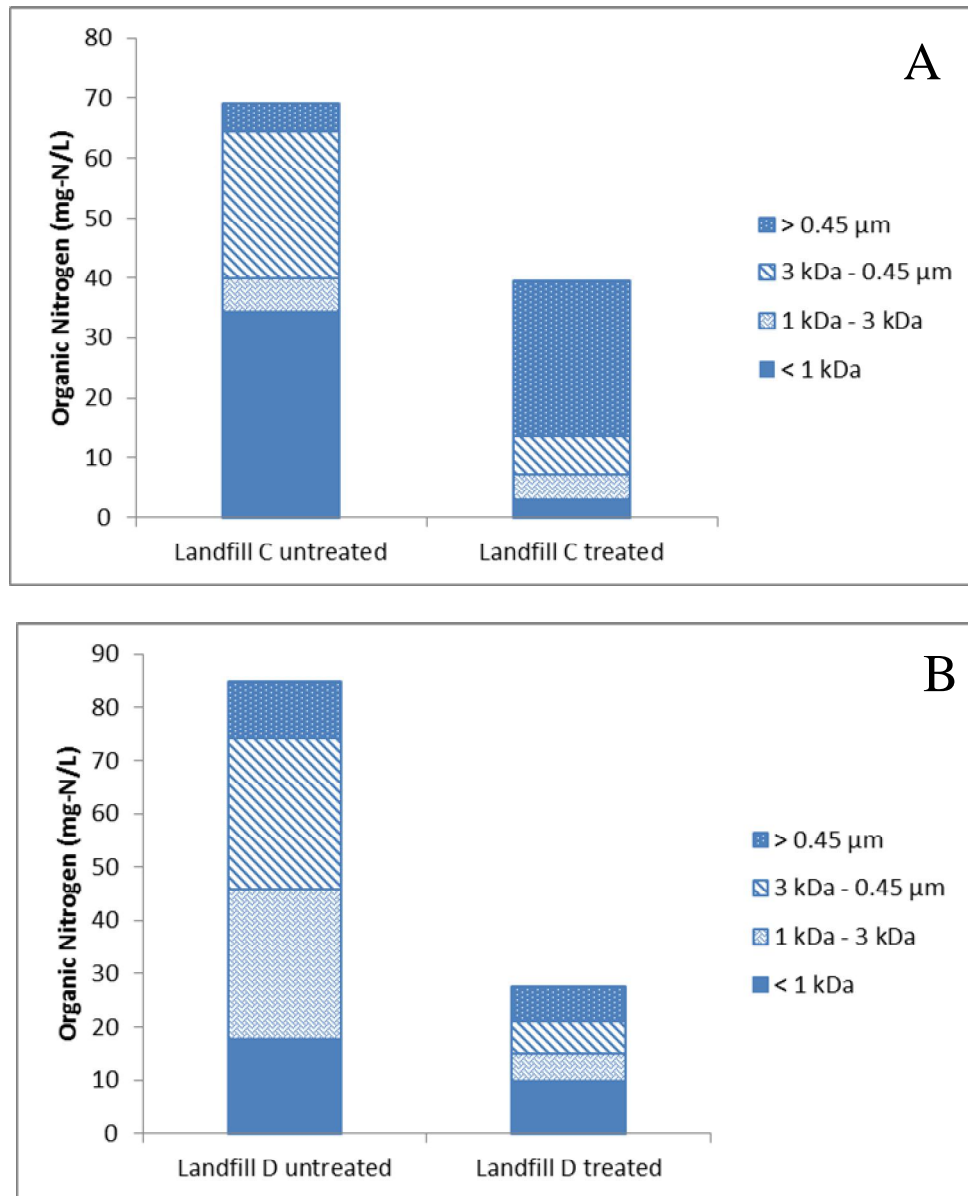 A
Organic Nitrogen (mg-N/L)
80
70
60
50
40
30
20
10
0
Landfill C untreated
Landfill C treated
> 0.45 µm
3 kDa - 0.45 µm
1 kDa - 3 kDa
< 1 kDa
B
Organic Nitrogen (mg-N/L)
90
80
70
60
50
40
30
20
10
0
Landfill D untreated
Landfill D treated
> 0.45 µm
3 kDa - 0.45 µm
1 kDa - 3 kDa
< 1 kDa